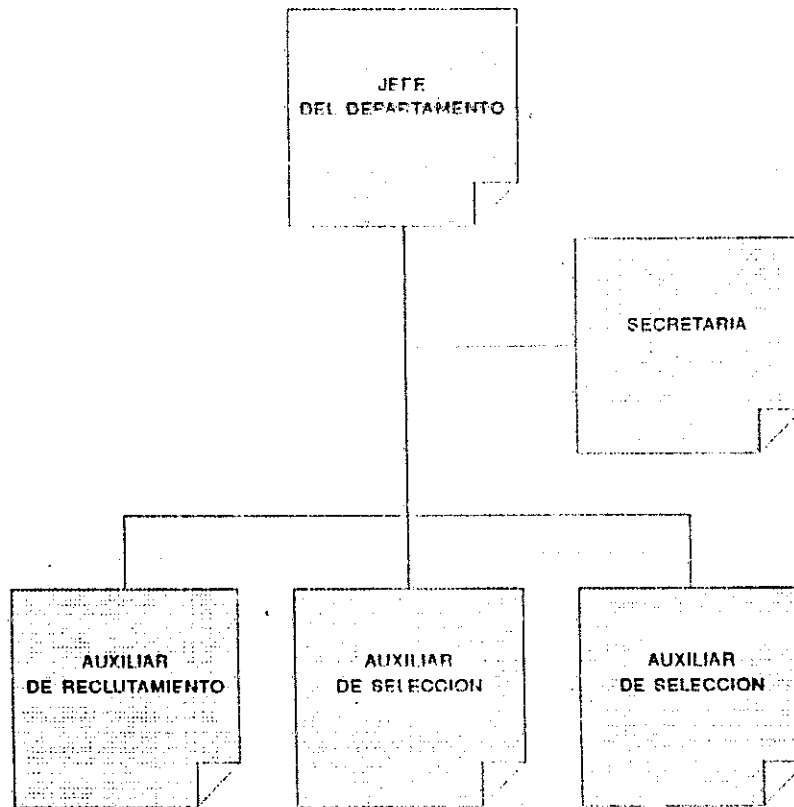 JEFE
DEL DEPARTAMENTO
SECRETARIA
AUXILIAR
DE RECLUTAMIENTO
AUXILIAR
DE SELECCION
AUXILIAR
DE SELECCION